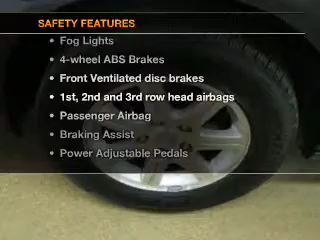 SAFETY FEATURES
• Fog Lights
• 4-wheel ABS Brakes
• Front Ventilated disc brakes
• 1st, 2nd and 3rd row head airbags
• Passenger Airbag
• Braking Assist
• Power Adjustable Pedals